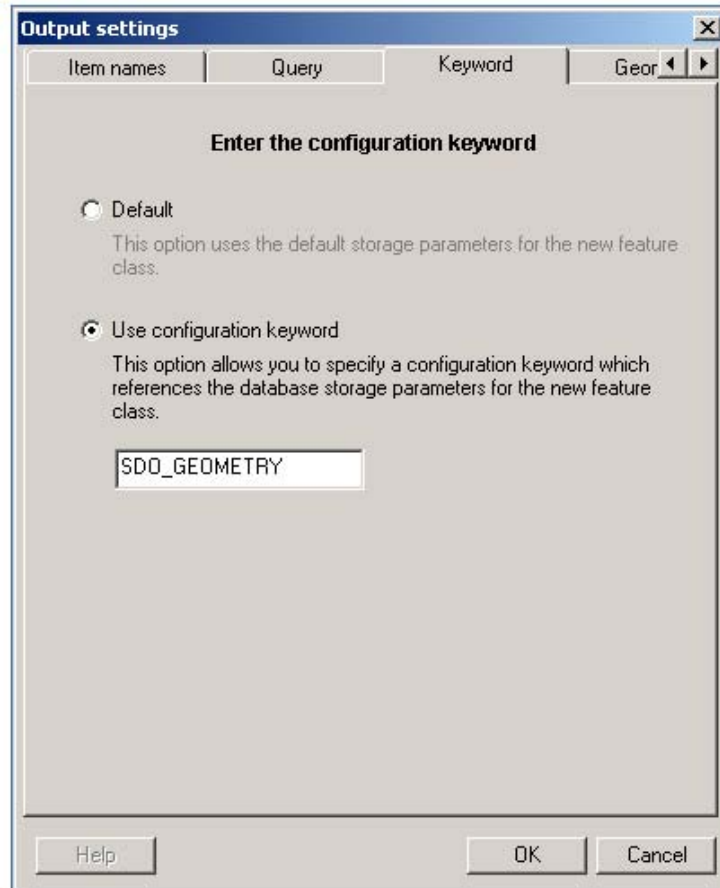 Output settings
Item names Query Keyword Geor
Enter the configuration keyword
Default
This option uses the default storage parameters for the new feature
class.
Use configuration keyword
This option allows you to specify a configuration keyword which
references the database storage parameters for the new feature
class.
SDO_GEOMETRY
Help OK Cancel